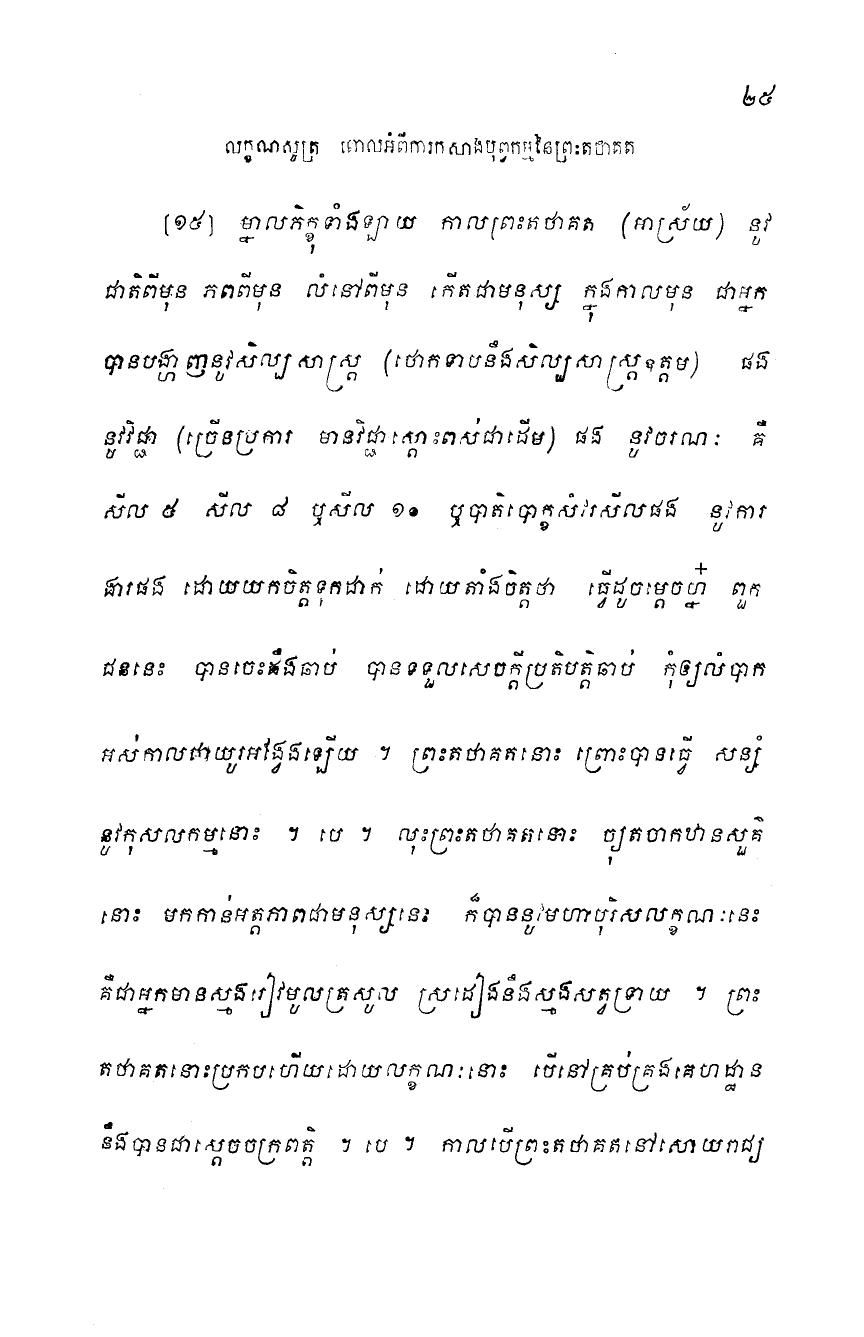 ២៥
លក្ខណសូត្រ ពោលអំពីការកសាងបុព្វកម្មនៃព្រះតថាគត
[១៥] ម្នាលភិក្ខុទាំងឡាយ កាលព្រះតថាគត (អាស្រ័យ) នូវ
ជាតិពីមុន ភពពីមុន លំនៅពីមុន កើតជាមនុស្ស ក្នុងកាលមុន ជាអ្នក
បានបង្ហាញនូវសិល្បសាស្ត្រ (ថោកទាបនឹងសិល្បសាស្ត្រឧត្តម) ផង
នូវវិជ្ជា (ច្រើនប្រការ មានវិជ្ជាស្តោះពស់ជាដើម) ផង នូវចរណៈ គឺ
សីល ៥ សីល ៨ ឬសីល ១០ ឬបាតិមោក្ខសំវរសីលផង នូវការ
ងារផង ដោយយកចិត្តទុកដាក់ ដោយតាំងចិត្តថា ធ្វើដូចម្តេចហ្ន៎ ពួក
ជននេះ បានចេះដឹងឆាប់ បានទទួលសេចក្តីប្រតិបត្តិឆាប់ កុំឲ្យលំបាក
អស់កាលជាយូរអង្វែងឡើយ ។ ព្រះតថាគតនោះ ព្រោះបានធ្វើ សន្សំ
នូវកុសលកម្មនោះ ។ បេ ។ លុះព្រះតថាគតនោះ ច្យុតចាកឋានសួគ៌
នោះ មកកាន់អត្តភាពជាមនុស្សនេះ ក៏បាននូវមហាបុរិសលក្ខណៈនេះ
គឺជាអ្នកមានស្មងរៀវមូលត្រសូល ស្រដៀងនឹងស្មងសត្វទ្រាយ ។ ព្រះ
តថាគតនោះប្រកបហើយដោយលក្ខណៈនោះ បើនៅគ្រប់គ្រងគេហដ្ឋាន
នឹងបានជាស្តេចចក្រពត្តិ ។ បេ ។ កាលបើព្រះតថាគតនៅសោយរាជ្យ